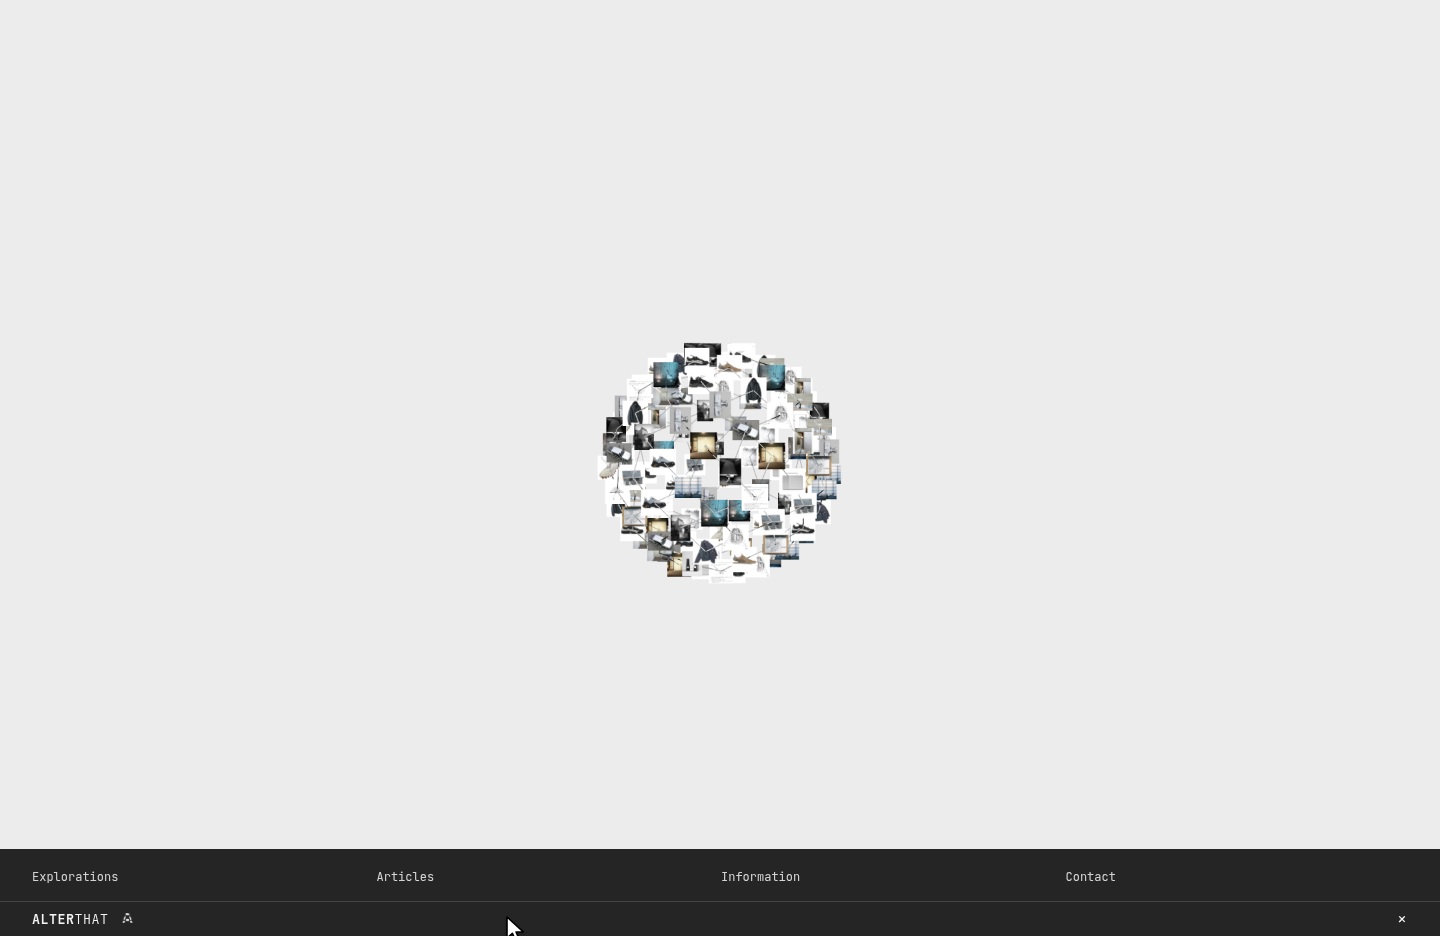 Explorations
Articles
Information
Contact
ALTERTHAT
×